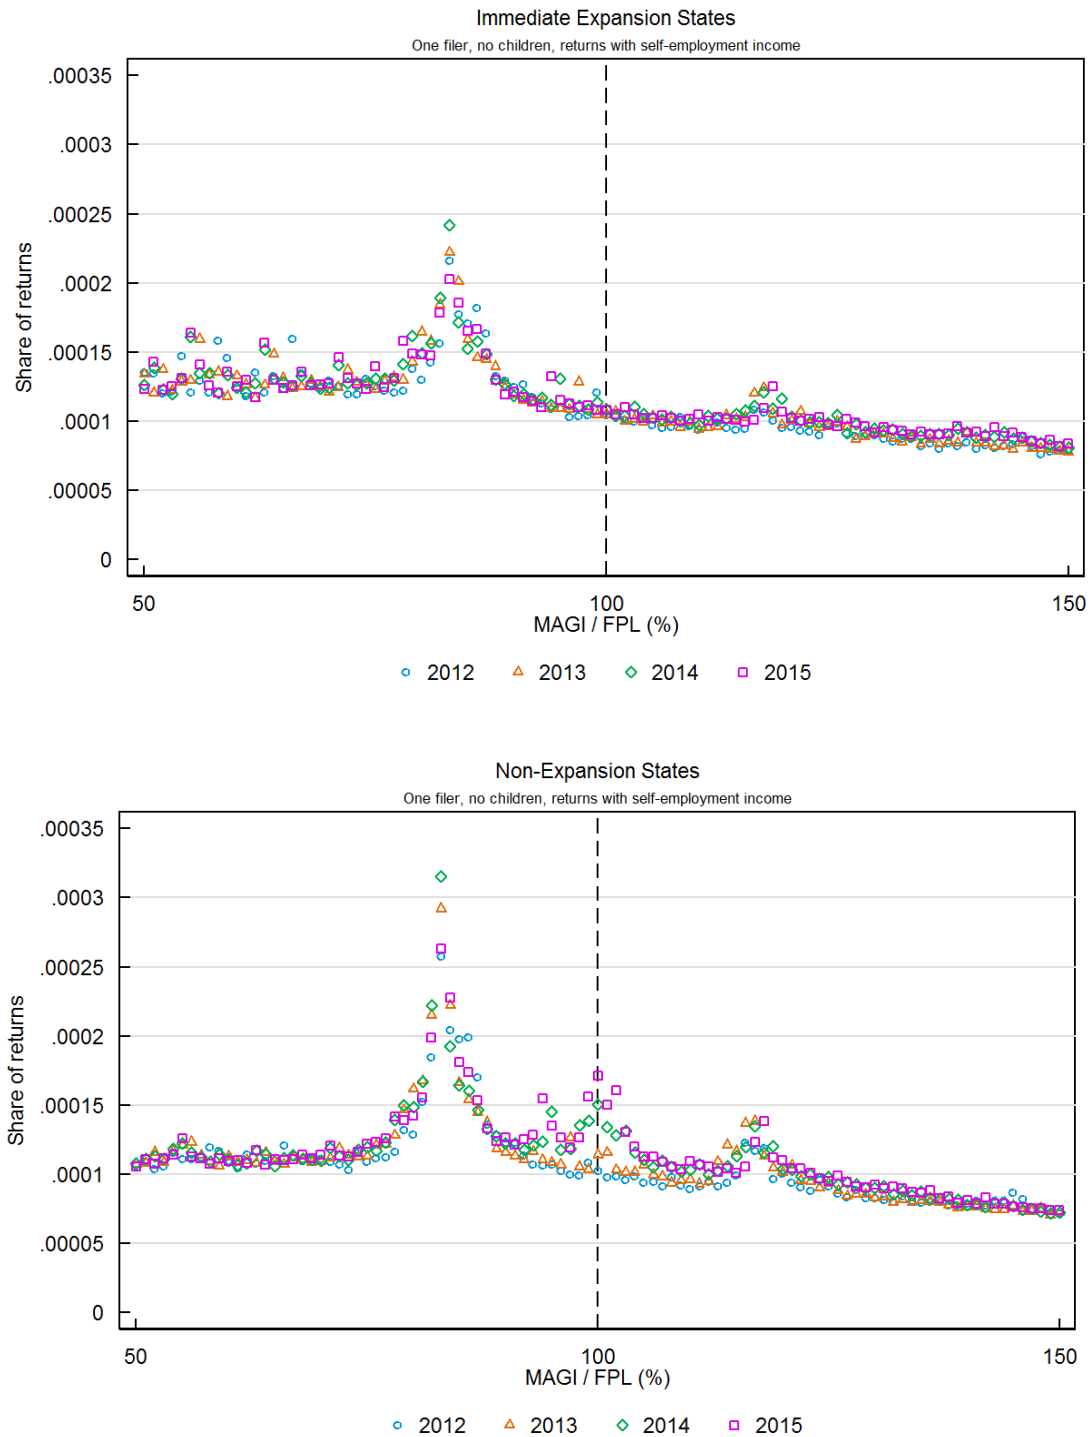 Immediate Expansion States
One filer, no children, returns with self-employment income
.00035
.0003
.00025
.0002
.00015
.0001
.00005
0
Share of returns
50 100 150
MAGI / FPL (%)
2012 2013 2014 2015
Non-Expansion States
One filer, no children, returns with self-employment income
.00035
.0003
.00025
.0002
.00015
.0001
.00005
0
Share of returns
50 100 150
MAGI / FPL (%)
2012 2013 2014 2015